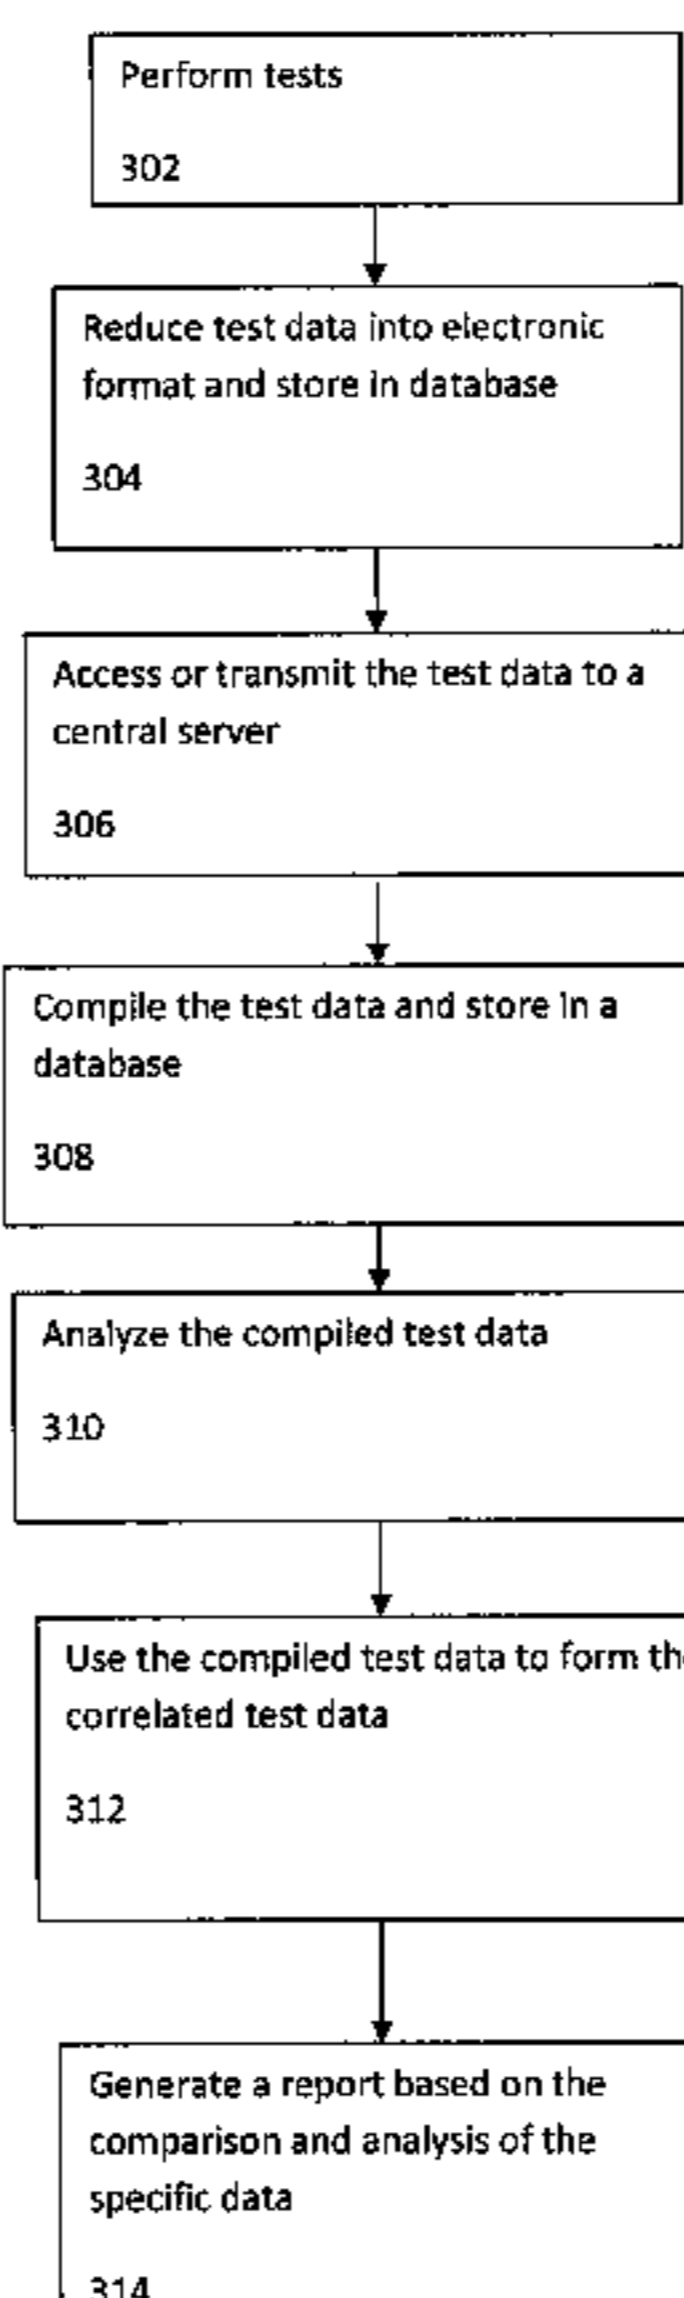 Perform tests
302
Reduce test data into electronic
format and store in database
304
Access or transmit the test data to a
central server
306
Compile the test data and store in a
database
308
Analyze the compiled test data
310
Use the compiled test data to form the
correlated test data
312
Generate a report based on the
comparison and analysis of the
specific data
314